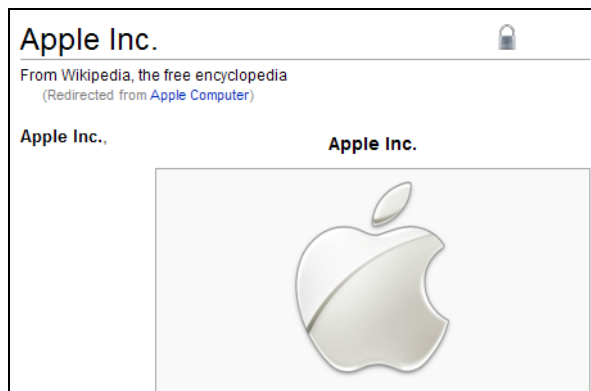 Apple Inc.
From Wikipedia, the free encyclopedia
(Redirected from Apple Computer)
Apple Inc.,
Apple Inc.